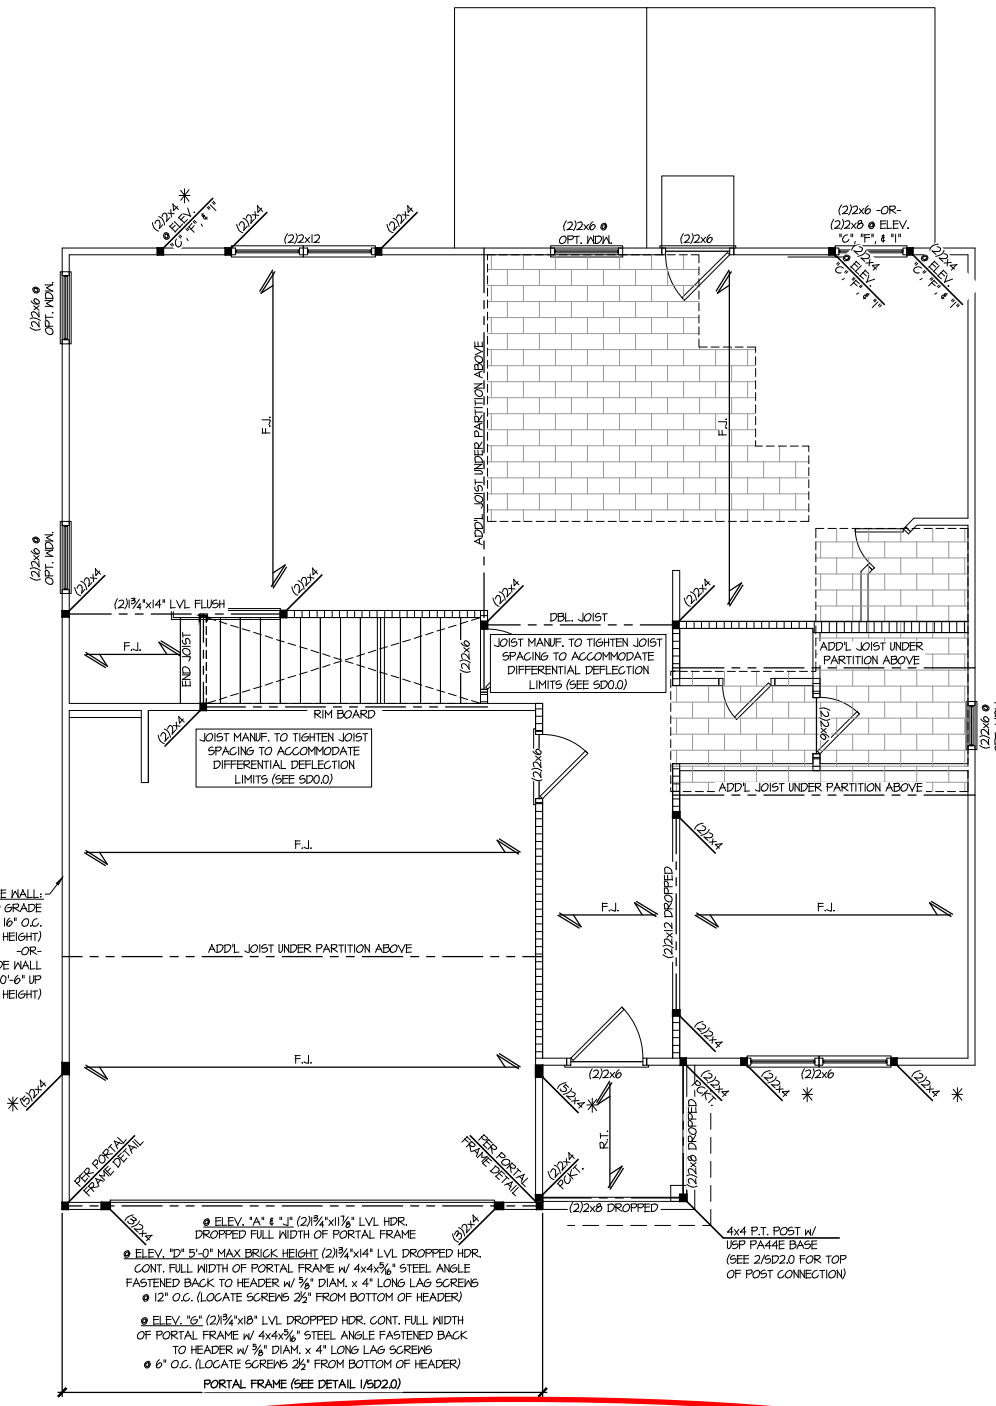 (2)2x4
@ ELEV.
"C", "F", & "I"
*
(2)2x4
(2)2x12
(2)2x4
(2)2x6 @
OPT. WDW.
(2)2x6
(2)2x6 -OR-
(2)2x8 @ ELEV.
"C", "F", & "I"
(2)2x4
@ ELEV.
"C", "F", & "I"
(2)2x4
@ ELEV.
"C", "F", & "I"
(2)2x6 @
OPT. WDW.
F.J.
ADD'L JOIST UNDER PARTITION ABOVE
F.J.
(2)2x6 @
OPT. WDW.
(2)2x4
(2)1¾"x14" LVL FLUSH
(2)2x4
(2)2x4
DBL. JOIST
(2)2x4
F.J.
END JOIST
(2)2x6
JOIST MANUF. TO TIGHTEN JOIST
SPACING TO ACCOMMODATE
DIFFERENTIAL DEFLECTION
LIMITS (SEE SD0.0)
ADD'L JOIST UNDER
PARTITION ABOVE
(2)2x4
RIM BOARD
(2)2x6
(2)2x6 @
JOIST MANUF. TO TIGHTEN JOIST
SPACING TO ACCOMMODATE
DIFFERENTIAL DEFLECTION
LIMITS (SEE SD0.0)
(2)2x6
ADD'L JOIST UNDER PARTITION ABOVE
(2)2x4
F.J.
E WALL:
GRADE
16" O.C.
HEIGHT)
-OR-
DE WALL
0'-6" UP
HEIGHT)
(2)2x12 DROPPED
F.J.
F.J.
ADD'L JOIST UNDER PARTITION ABOVE
(2)2x4
F.J.
*
(5)2x4
(5)2x4
*
(2)2x6
(2)2x4
PCKT.
(2)2x4
*
(2)2x6
(2)2x4
*
R.T.
(2)2x8 DROPPED
PER PORTAL
FRAME DETAIL
PER PORTAL
FRAME DETAIL
(2)2x4
PCKT.
(2)2x8 DROPPED
(3)2x4
(3)2x4
4x4 P.T. POST W/
USP PA44E BASE
(SEE 2/SD2.0 FOR TOP
OF POST CONNECTION)
@ ELEV. "A" & "J" (2)1¾"x11⅞" LVL HDR.
DROPPED FULL WIDTH OF PORTAL FRAME
@ ELEV. "D" 5'-0" MAX BRICK HEIGHT (2)1¾"x14" LVL DROPPED HDR.
CONT. FULL WIDTH OF PORTAL FRAME W/ 4x4x5/16" STEEL ANGLE
FASTENED BACK TO HEADER W/ ⅝" DIAM. x 4" LONG LAG SCREWS
@ 12" O.C. (LOCATE SCREWS 2½" FROM BOTTOM OF HEADER)
@ ELEV. "G" (2)1¾"x18" LVL DROPPED HDR. CONT. FULL WIDTH
OF PORTAL FRAME W/ 4x4x5/16" STEEL ANGLE FASTENED BACK
TO HEADER W/ ⅝" DIAM. x 4" LONG LAG SCREWS
@ 6" O.C. (LOCATE SCREWS 2½" FROM BOTTOM OF HEADER)
PORTAL FRAME (SEE DETAIL 1/SD2.0)